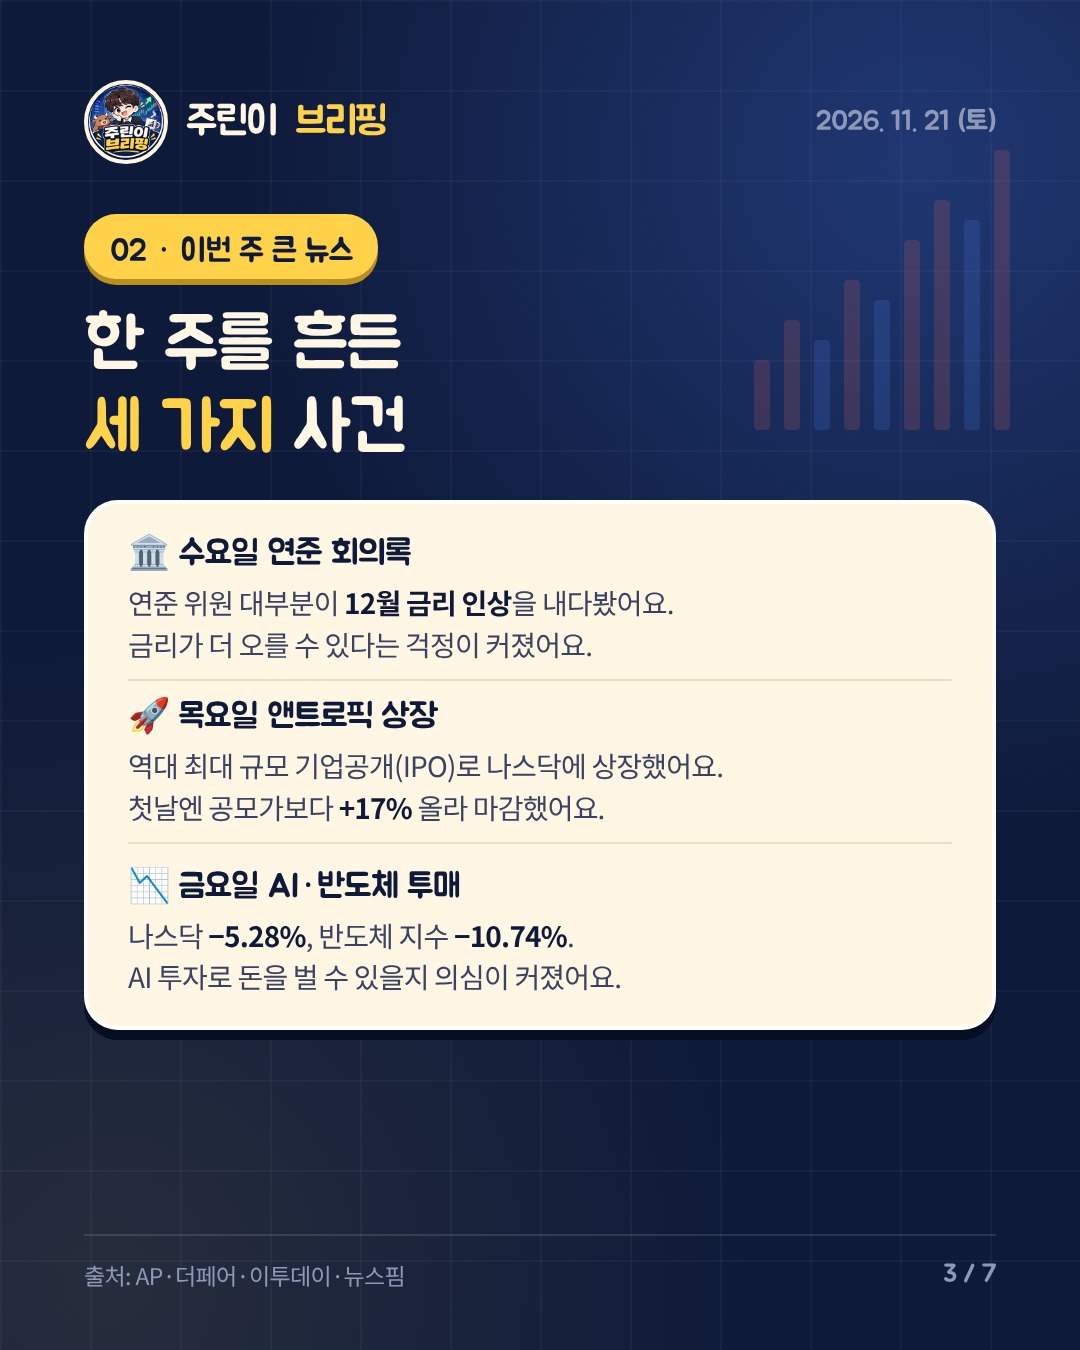 주린이 브리핑
주린이 브리핑
2026. 11. 21 (토)
02 · 이번 주 큰 뉴스
한 주를 흔든
세 가지 사건
수요일 연준 회의록
연준 위원 대부분이 12월 금리 인상을 내다봤어요.
금리가 더 오를 수 있다는 걱정이 커졌어요.
목요일 앤트로픽 상장
역대 최대 규모 기업공개(IPO)로 나스닥에 상장했어요.
첫날엔 공모가보다 +17% 올라 마감했어요.
금요일 AI·반도체 투매
나스닥 −5.28%, 반도체 지수 −10.74%.
AI 투자로 돈을 벌 수 있을지 의심이 커졌어요.
출처: AP·더페어·이투데이·뉴스핌
3 / 7